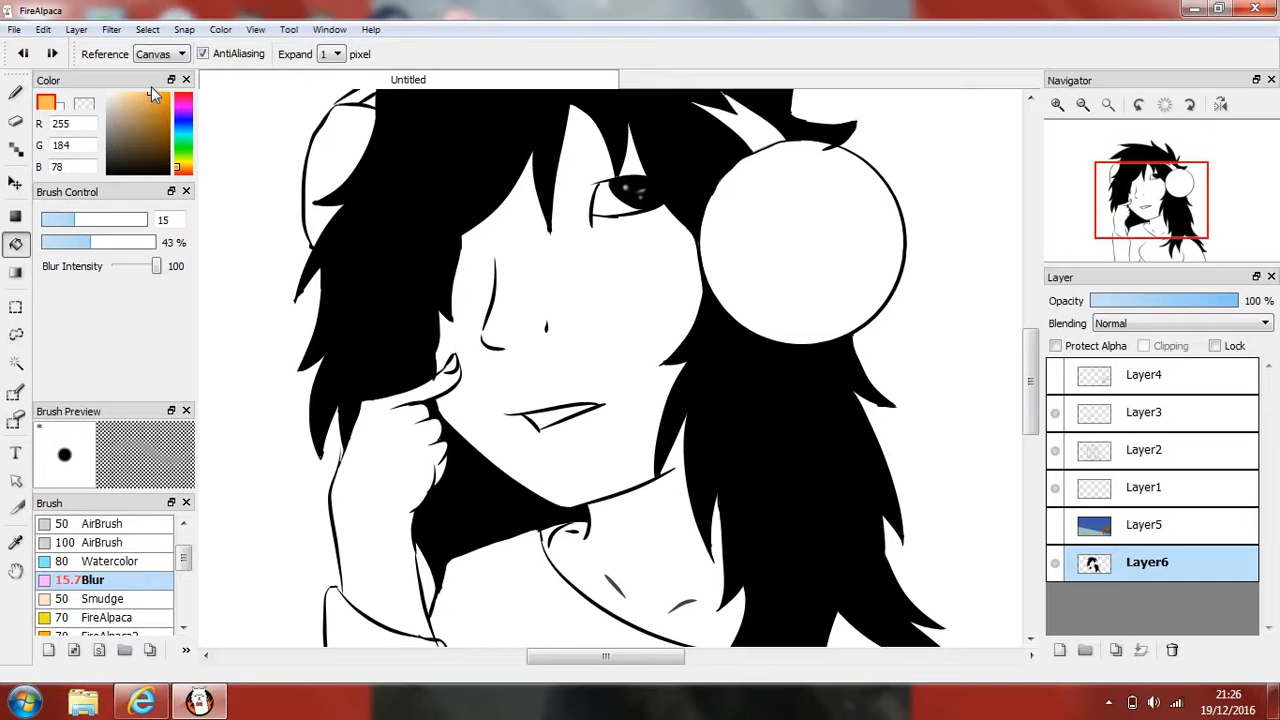 FireAlpaca
File Edit Layer Filter Select Snap Color View Tool Window Help
Reference Canvas AntiAliasing Expand 1 pixel
Color
Untitled
Navigator
R 255
G 184
B 78
Brush Control
15
43 %
Blur Intensity 100
Layer
Opacity 100 %
Blending Normal
Protect Alpha Clipping Lock
Layer4
Layer3
Layer2
Layer1
Layer5
Layer6
Brush Preview
Brush
50 AirBrush
100 AirBrush
80 Watercolor
15.7 Blur
50 Smudge
70 FireAlpaca
70 FireAlpaca2
21:26
19/12/2016